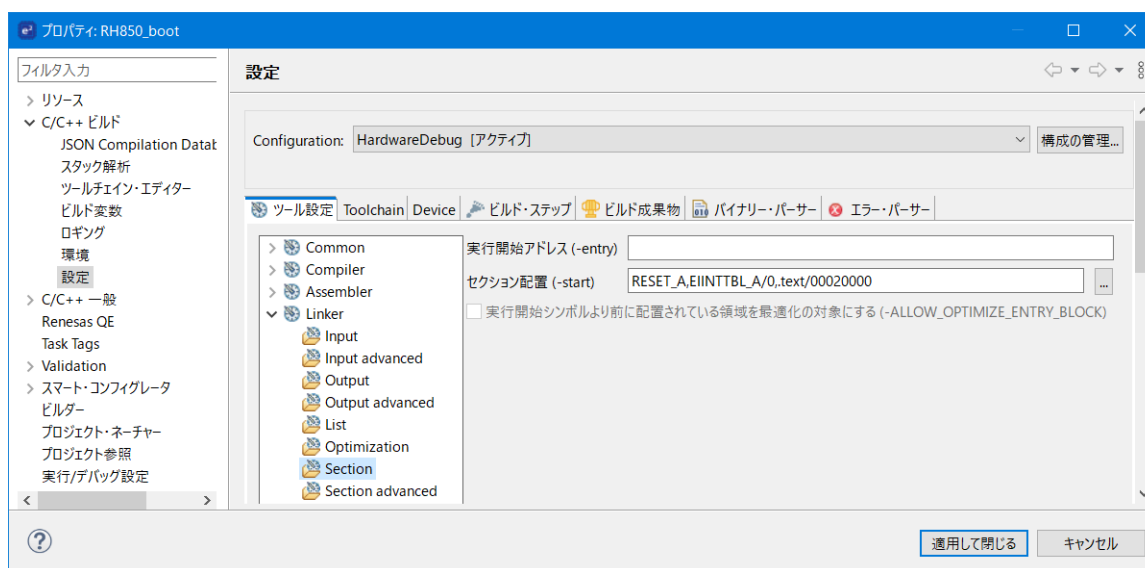 e² プロパティ: RH850_boot
フィルタ入力
設定
リソース
C/C++ ビルド
JSON Compilation Datab
スタック解析
ツールチェイン・エディター
ビルド変数
ロギング
環境
設定
C/C++ 一般
Renesas QE
Task Tags
Validation
スマート・コンフィグレータ
ビルダー
プロジェクト・ネーチャー
プロジェクト参照
実行/デバッグ設定
Configuration: HardwareDebug [アクティブ] 構成の管理...
ツール設定 Toolchain Device ビルド・ステップ ビルド成果物 バイナリー・パーサー エラー・パーサー
Common
Compiler
Assembler
Linker
Input
Input advanced
Output
Output advanced
List
Optimization
Section
Section advanced
実行開始アドレス (-entry)
セクション配置 (-start) RESET_A,EIINTTBL_A/0,.text/00020000 ...
実行開始シンボルより前に配置されている領域を最適化の対象にする (-ALLOW_OPTIMIZE_ENTRY_BLOCK)
? 適用して閉じる キャンセル